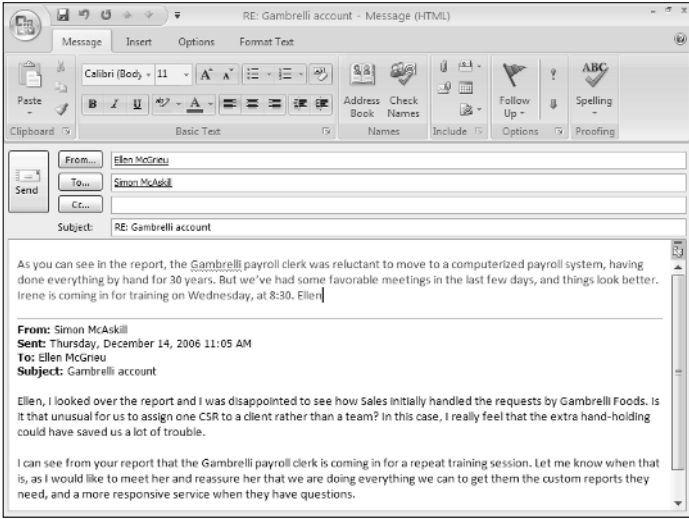 RE: Gambrelli account - Message (HTML)
Message Insert Options Format Text
Calibri (Body 11
Paste
B I U
Address Book
Check Names
Follow Up
ABC
Spelling
Clipboard Basic Text Names Include Options Proofing
Send
From... Ellen McGrieu
To... Simon McAskill
Cc...
Subject: RE: Gambrelli account
As you can see in the report, the Gambrelli payroll clerk was reluctant to move to a computerized payroll system, having
done everything by hand for 30 years. But we've had some favorable meetings in the last few days, and things look better.
Irene is coming in for training on Wednesday, at 8:30. Ellen
From: Simon McAskill
Sent: Thursday, December 14, 2006 11:05 AM
To: Ellen McGrieu
Subject: Gambrelli account
Ellen, I looked over the report and I was disappointed to see how Sales initially handled the requests by Gambrelli Foods. Is
it that unusual for us to assign one CSR to a client rather than a team? In this case, I really feel that the extra hand-holding
could have saved us a lot of trouble.
I can see from your report that the Gambrelli payroll clerk is coming in for a repeat training session. Let me know when that
is, as I would like to meet her and reassure her that we are doing everything we can to get them the custom reports they
need, and a more responsive service when they have questions.